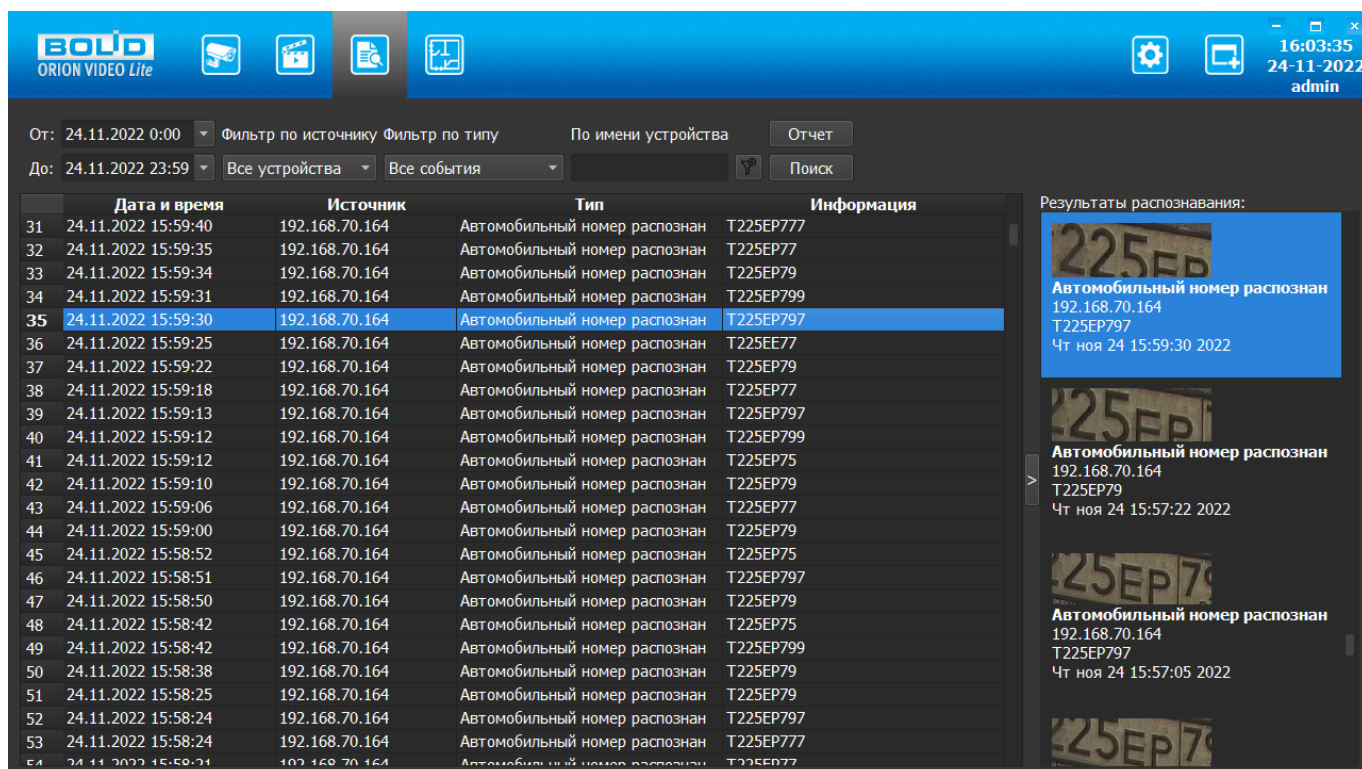 BOLID
ORION VIDEO Lite
16:03:35
24-11-2022
admin
От: 24.11.2022 0:00 Фильтр по источнику Фильтр по типу По имени устройства Отчет
До: 24.11.2022 23:59 Все устройства Все события Поиск
Дата и время Источник Тип Информация
31 24.11.2022 15:59:40 192.168.70.164 Автомобильный номер распознан T225EP777
32 24.11.2022 15:59:35 192.168.70.164 Автомобильный номер распознан T225EP77
33 24.11.2022 15:59:34 192.168.70.164 Автомобильный номер распознан T225EP79
34 24.11.2022 15:59:31 192.168.70.164 Автомобильный номер распознан T225EP799
35 24.11.2022 15:59:30 192.168.70.164 Автомобильный номер распознан T225EP797
36 24.11.2022 15:59:25 192.168.70.164 Автомобильный номер распознан T225EE77
37 24.11.2022 15:59:22 192.168.70.164 Автомобильный номер распознан T225EP79
38 24.11.2022 15:59:18 192.168.70.164 Автомобильный номер распознан T225EP77
39 24.11.2022 15:59:13 192.168.70.164 Автомобильный номер распознан T225EP797
40 24.11.2022 15:59:12 192.168.70.164 Автомобильный номер распознан T225EP799
41 24.11.2022 15:59:12 192.168.70.164 Автомобильный номер распознан T225EP75
42 24.11.2022 15:59:10 192.168.70.164 Автомобильный номер распознан T225EP79
43 24.11.2022 15:59:06 192.168.70.164 Автомобильный номер распознан T225EP77
44 24.11.2022 15:59:00 192.168.70.164 Автомобильный номер распознан T225EP79
45 24.11.2022 15:58:52 192.168.70.164 Автомобильный номер распознан T225EP75
46 24.11.2022 15:58:51 192.168.70.164 Автомобильный номер распознан T225EP797
47 24.11.2022 15:58:50 192.168.70.164 Автомобильный номер распознан T225EP79
48 24.11.2022 15:58:42 192.168.70.164 Автомобильный номер распознан T225EP75
49 24.11.2022 15:58:42 192.168.70.164 Автомобильный номер распознан T225EP799
50 24.11.2022 15:58:38 192.168.70.164 Автомобильный номер распознан T225EP79
51 24.11.2022 15:58:25 192.168.70.164 Автомобильный номер распознан T225EP79
52 24.11.2022 15:58:24 192.168.70.164 Автомобильный номер распознан T225EP797
53 24.11.2022 15:58:24 192.168.70.164 Автомобильный номер распознан T225EP777
54 24.11.2022 15:58:21 192.168.70.164 Автомобильный номер распознан T225EP77
>
Результаты распознавания:
225EP
Автомобильный номер распознан
192.168.70.164
T225EP797
Чт ноя 24 15:59:30 2022
225EP
Автомобильный номер распознан
192.168.70.164
T225EP79
Чт ноя 24 15:57:22 2022
225EP 79
Автомобильный номер распознан
192.168.70.164
T225EP797
Чт ноя 24 15:57:05 2022
225EP 79